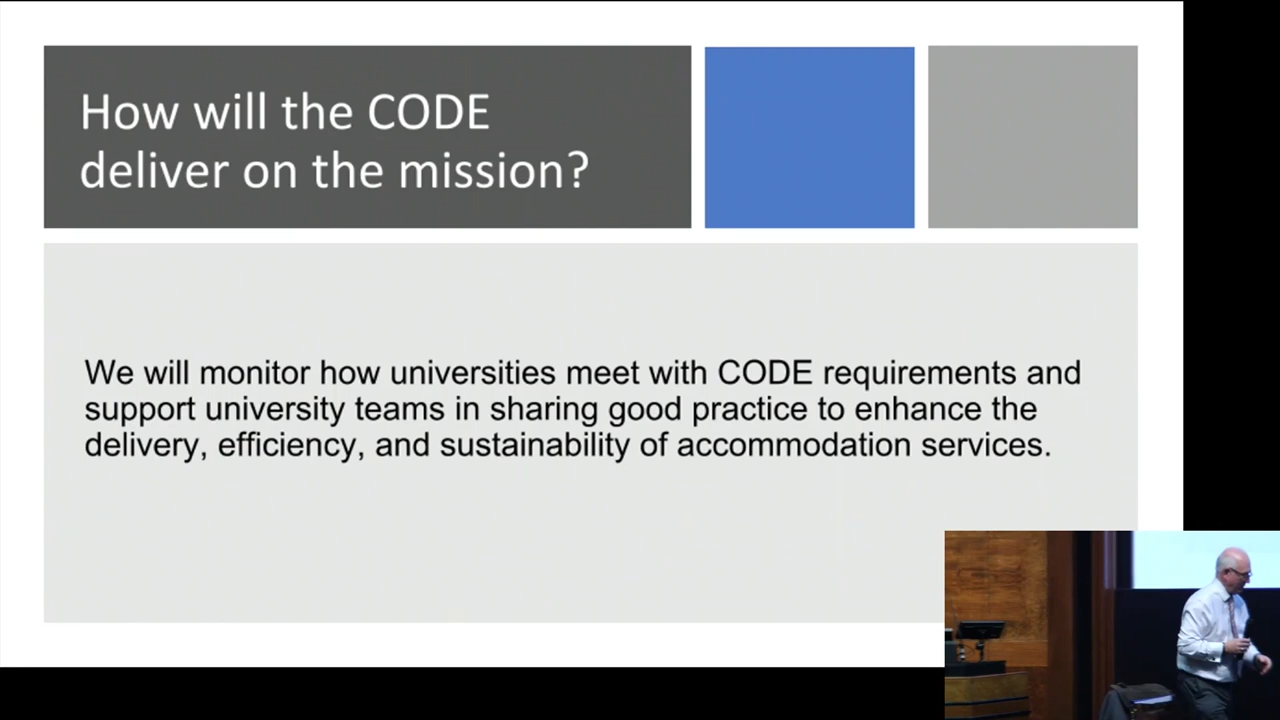 How will the CODE
deliver on the mission?
We will monitor how universities meet with CODE requirements and
support university teams in sharing good practice to enhance the
delivery, efficiency, and sustainability of accommodation services.